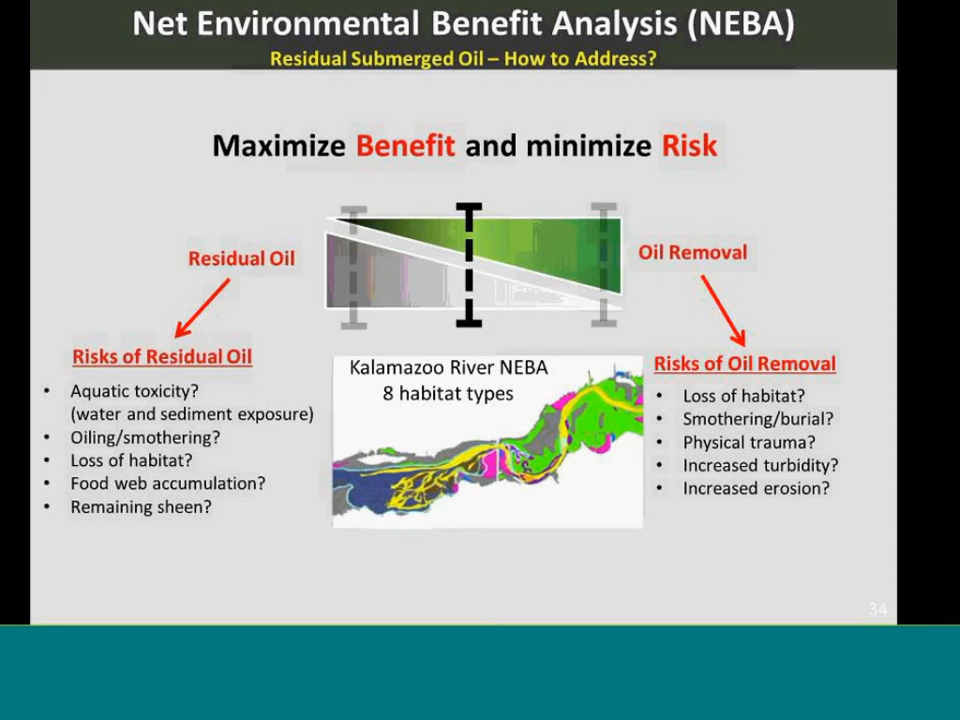 Net Environmental Benefit Analysis (NEBA)
Residual Submerged Oil – How to Address?
Maximize Benefit and minimize Risk
Residual Oil
Oil Removal
Risks of Residual Oil
• Aquatic toxicity?
(water and sediment exposure)
• Oiling/smothering?
• Loss of habitat?
• Food web accumulation?
• Remaining sheen?
Kalamazoo River NEBA
8 habitat types
Risks of Oil Removal
• Loss of habitat?
• Smothering/burial?
• Physical trauma?
• Increased turbidity?
• Increased erosion?
34